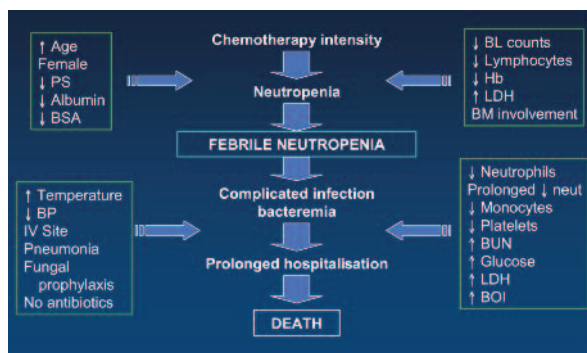 ↑ Age
Female
↓ PS
↓ Albumin
↓ BSA
Chemotherapy intensity
Neutropenia
FEBRILE NEUTROPENIA
Complicated infection
bacteremia
Prolonged hospitalisation
DEATH
↓ BL counts
↓ Lymphocytes
↓ Hb
↑ LDH
BM involvement
↑ Temperature
↓ BP
IV Site
Pneumonia
Fungal
prophylaxis
No antibiotics
↓ Neutrophils
Prolonged ↓ neut
↓ Monocytes
↓ Platelets
↑ BUN
↑ Glucose
↑ LDH
↑ BOI